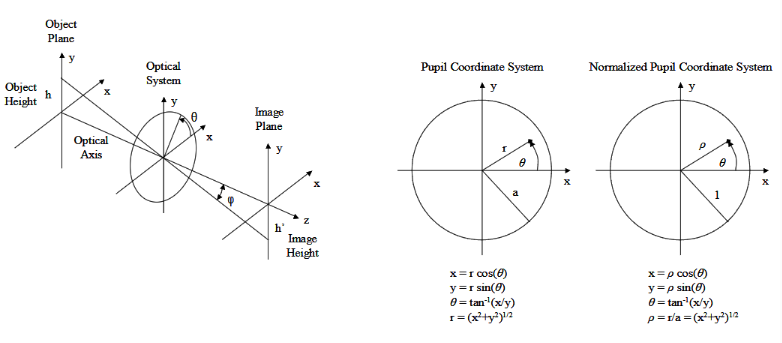 Object
Plane
y
Object
Height
h
x
Optical
Axis
Optical
System
y
θ
x
Image
Plane
y
x
φ
z
h'
Image
Height
Pupil Coordinate System
y
r
θ
x
a
x = r cos(θ)
y = r sin(θ)
θ = tan⁻¹(x/y)
r = (x²+y²)¹/²
Normalized Pupil Coordinate System
y
ρ
θ
x
1
x = ρ cos(θ)
y = ρ sin(θ)
θ = tan⁻¹(x/y)
ρ = r/a = (x²+y²)¹/²